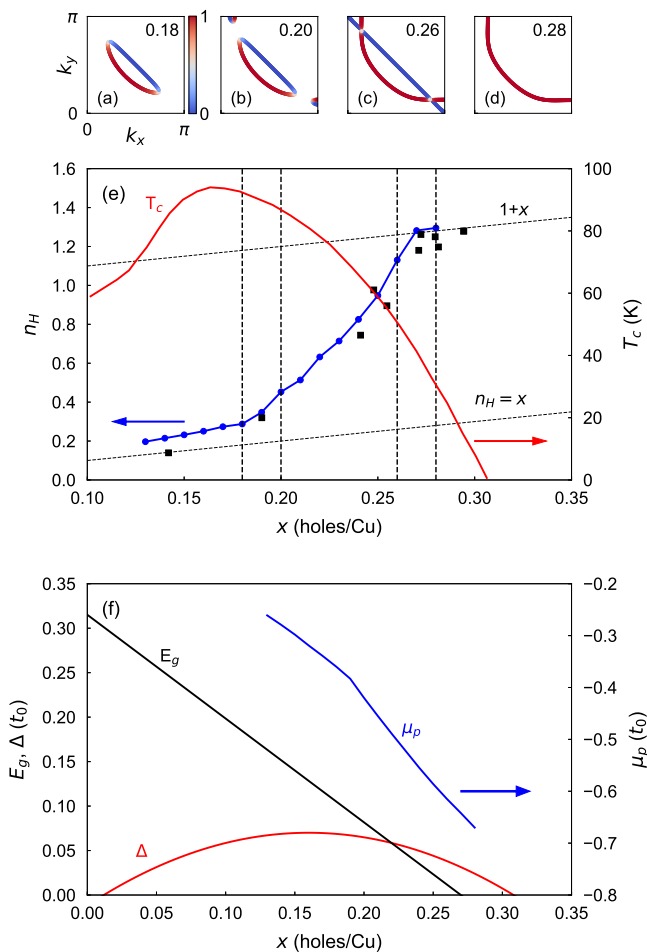 π
k_y
0
0
k_x
π
0.18
(a)
1
0
0.20
(b)
0.26
(c)
0.28
(d)
(e)
T_c
1+x
n_H = x
n_H
1.6
1.4
1.2
1.0
0.8
0.6
0.4
0.2
0.0
100
80
60
40
20
0
T_c (K)
0.10 0.15 0.20 0.25 0.30 0.35
x (holes/Cu)
(f)
E_g
μ_p
Δ
E_g, Δ (t_0)
0.35
0.30
0.25
0.20
0.15
0.10
0.05
0.00
−0.2
−0.3
−0.4
−0.5
−0.6
−0.7
−0.8
μ_p (t_0)
0.00 0.05 0.10 0.15 0.20 0.25 0.30 0.35
x (holes/Cu)